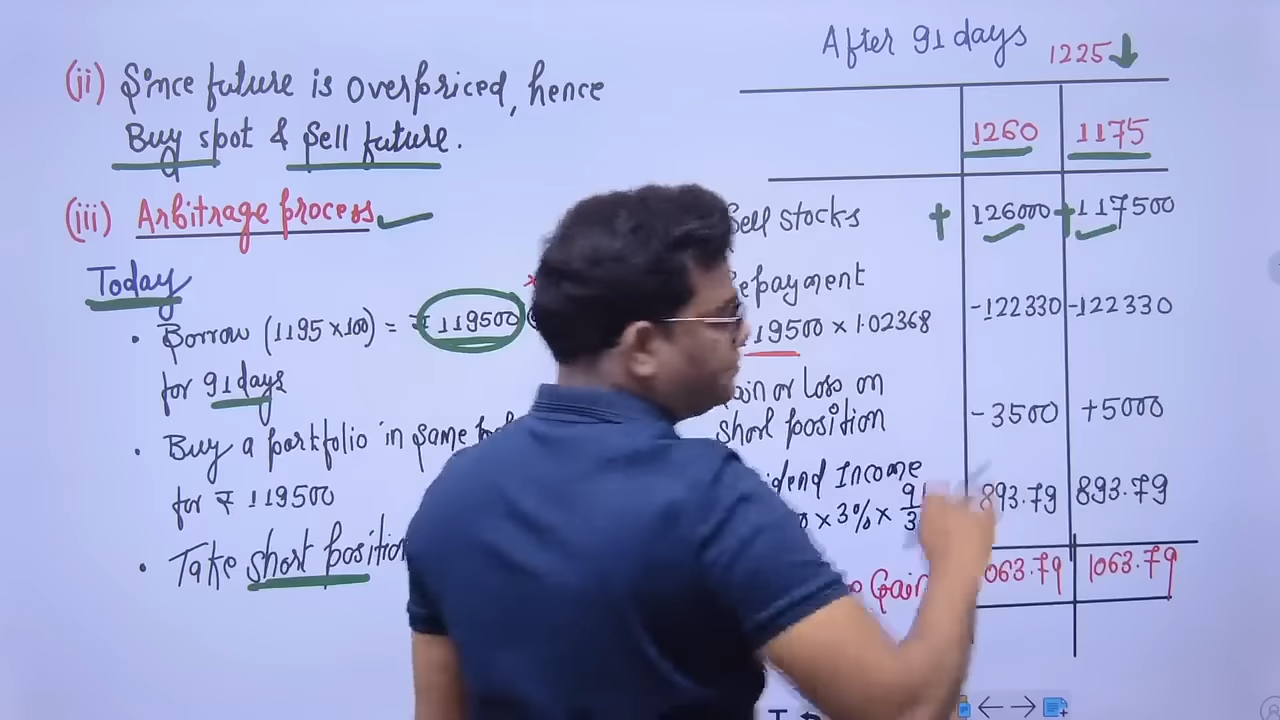 (ii) Since future is overpriced, hence
Buy spot & Sell future.
(iii) Arbitrage process
Today
• Borrow (1195 × 100) = ₹ 119500
for 91 days
• Buy a portfolio in same
for ₹ 119500
• Take short position
After 91 days 1225↓
1260 1175
Sell stocks + 126000 +117500
Repayment
119500 × 1.02368 -122330 -122330
Gain or Loss on
short position -3500 +5000
Income 893.79 893.79
× 3% ×
Gain 1063.79 1063.79